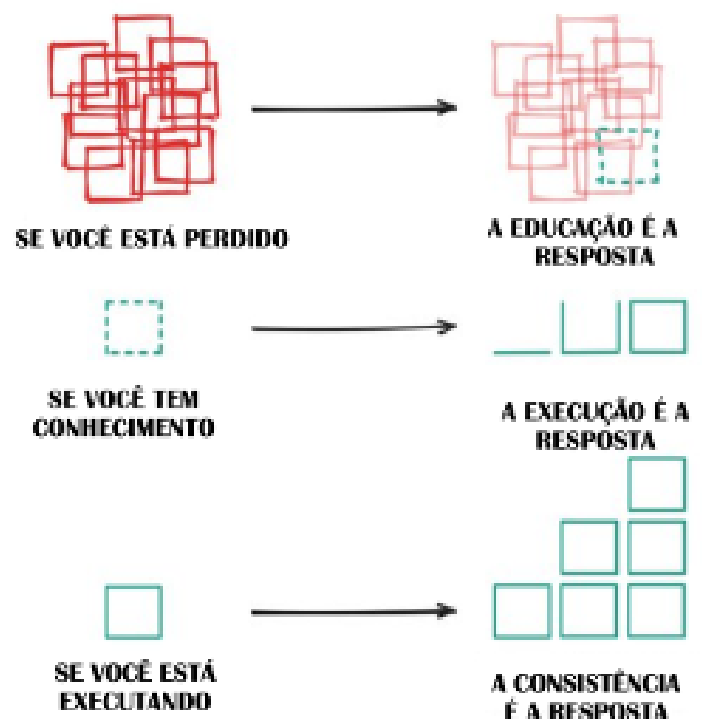 SE VOCÊ ESTÁ PERDIDO
A EDUCAÇÃO É A
RESPOSTA
SE VOCÊ TEM
CONHECIMENTO
A EXECUÇÃO É A
RESPOSTA
SE VOCÊ ESTÁ
EXECUTANDO
A CONSISTÊNCIA
É A RESPOSTA